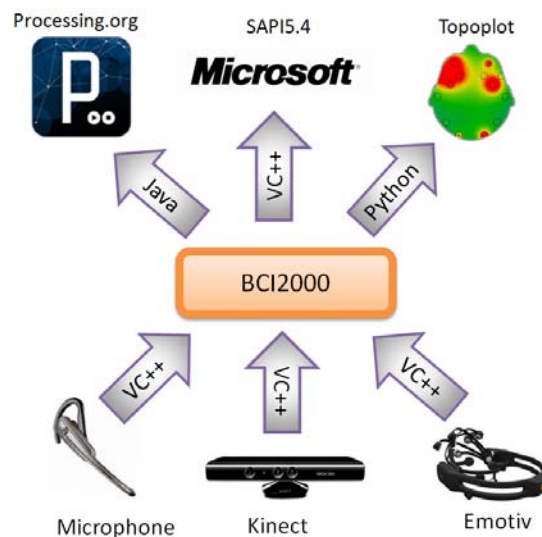 Processing.org
SAPI5.4
Topoplot
P
Microsoft
Java
VC++
Python
BCI2000
VC++
VC++
VC++
Microphone
Kinect
Emotiv